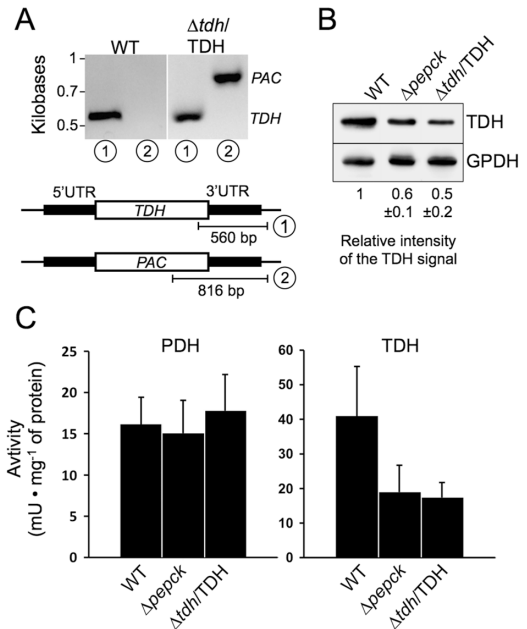 A
WT
Δtdh/
TDH
Kilobases
1
0.7
0.5
PAC
TDH
1 2 1 2
5'UTR 3'UTR
TDH
560 bp 1
PAC
816 bp 2
B
WT Δpepck Δtdh/TDH
TDH
GPDH
1 0.6 0.5
±0.1 ±0.2
Relative intensity
of the TDH signal
C
PDH TDH
Avtivity
(mU • mg⁻¹ of protein)
25
20
15
10
5
0
WT Δpepck Δtdh/TDH
60
50
40
30
20
10
0
WT Δpepck Δtdh/TDH